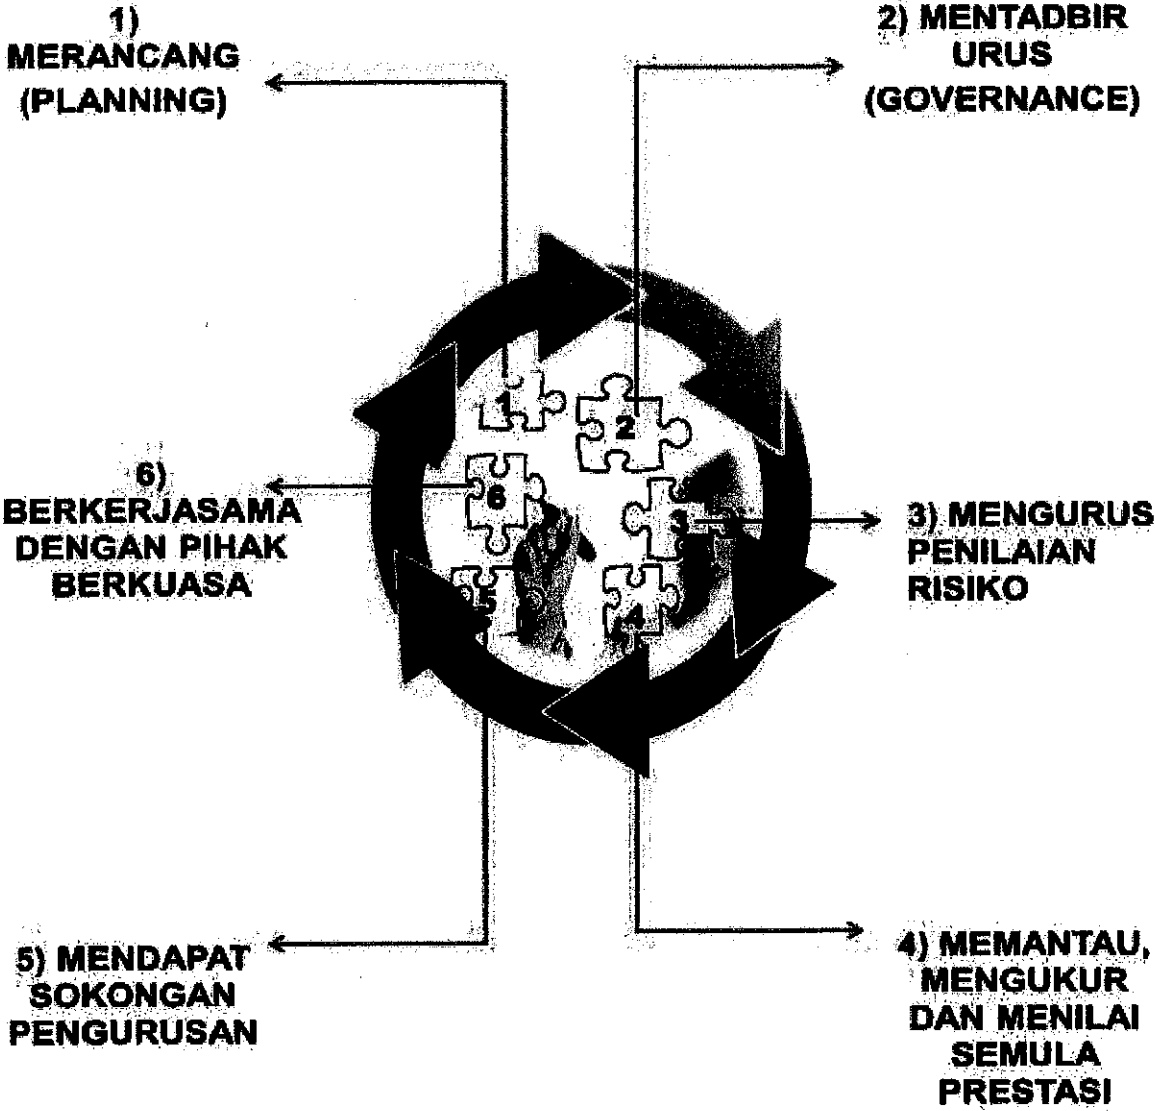 1)
MERANCANG
(PLANNING)
2) MENTADBIR
URUS
(GOVERNANCE)
1
2
6
3
5
4
6)
BERKERJASAMA
DENGAN PIHAK
BERKUASA
3) MENGURUS
PENILAIAN
RISIKO
5) MENDAPAT
SOKONGAN
PENGURUSAN
4) MEMANTAU,
MENGUKUR
DAN MENILAI
SEMULA
PRESTASI